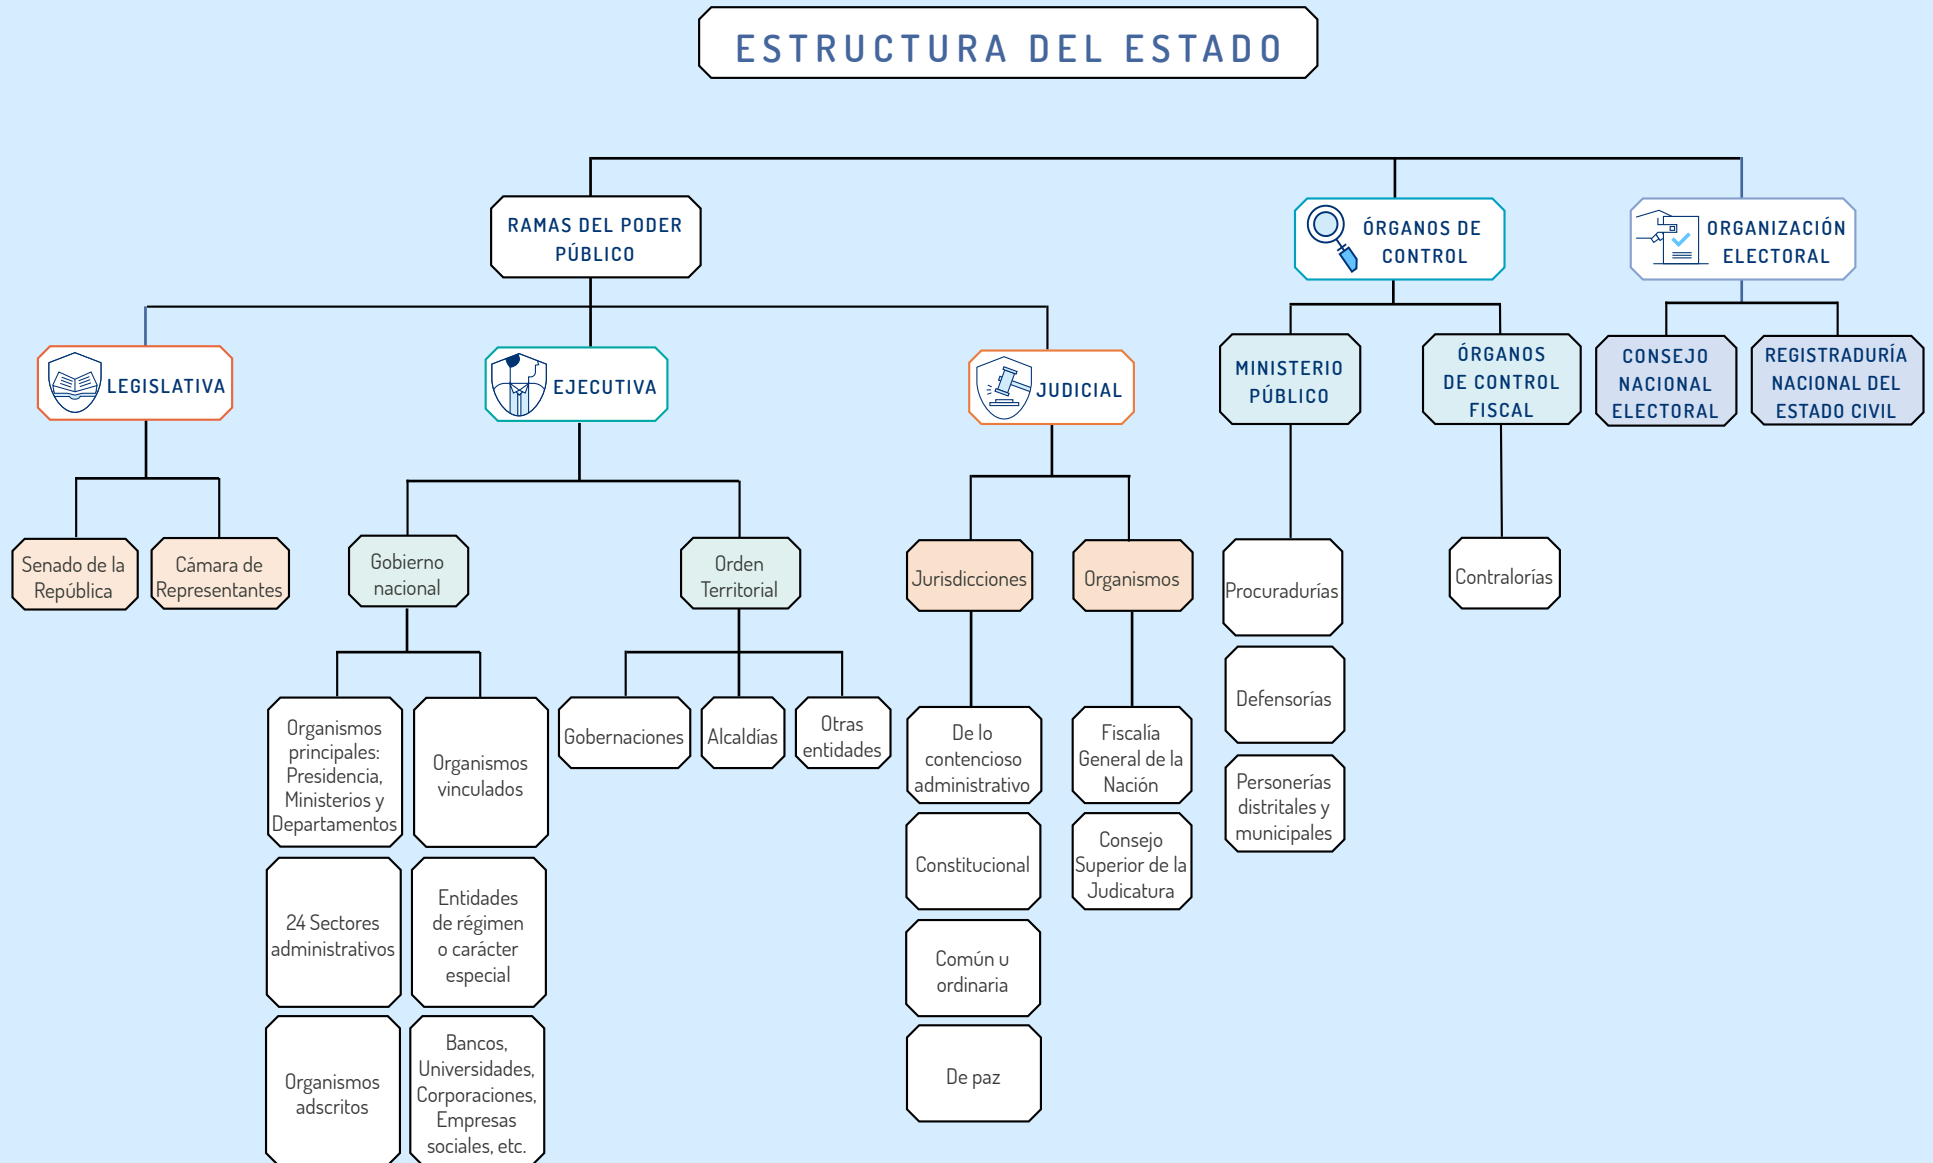 ESTRUCTURA DEL ESTADO
RAMAS DEL PODER
PÚBLICO
ÓRGANOS DE
CONTROL
ORGANIZACIÓN
ELECTORAL
LEGISLATIVA
EJECUTIVA
JUDICIAL
MINISTERIO
PÚBLICO
ÓRGANOS
DE CONTROL
FISCAL
CONSEJO
NACIONAL
ELECTORAL
REGISTRADURÍA
NACIONAL DEL
ESTADO CIVIL
Senado de la
República
Cámara de
Representantes
Gobierno
nacional
Orden
Territorial
Jurisdicciones
Organismos
Procuradurías
Contralorías
Defensorías
Personerías
distritales y
municipales
Organismos
principales:
Presidencia,
Ministerios y
Departamentos
Organismos
vinculados
Gobernaciones
Alcaldías
Otras
entidades
De lo
contencioso
administrativo
Fiscalía
General de la
Nación
24 Sectores
administrativos
Entidades
de régimen
o carácter
especial
Constitucional
Consejo
Superior de la
Judicatura
Común u
ordinaria
Organismos
adscritos
Bancos,
Universidades,
Corporaciones,
Empresas
sociales, etc.
De paz